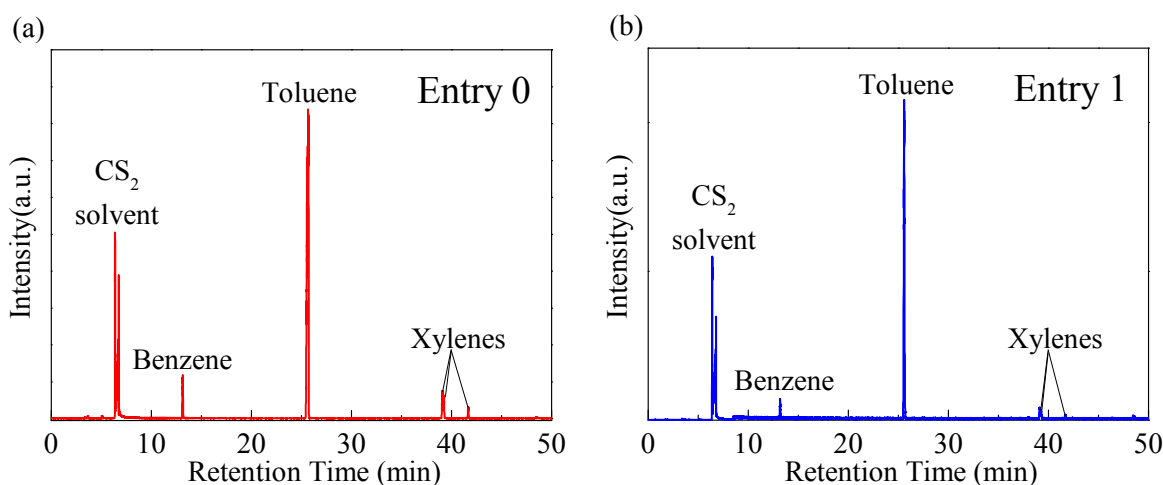 (a)
Entry 0
Toluene
CS2
solvent
Benzene
Xylenes
Intensity(a.u.)
0 10 20 30 40 50
Retention Time (min)
(b)
Entry 1
Toluene
CS2
solvent
Benzene
Xylenes
Intensity(a.u.)
0 10 20 30 40 50
Retention Time (min)